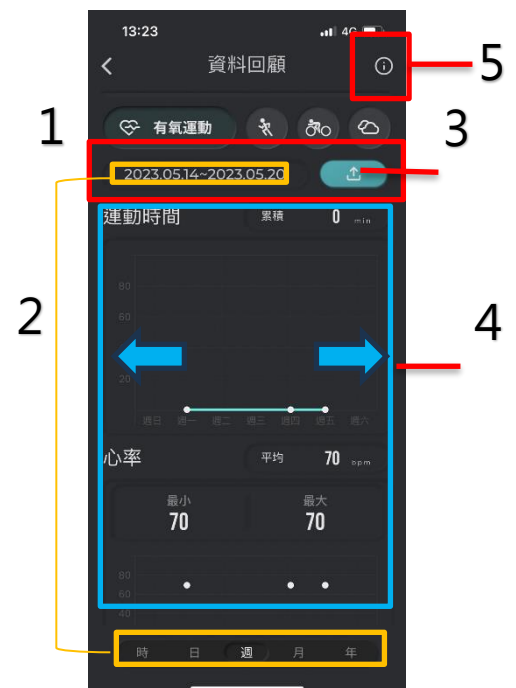 13:23
4G
資料回顧
5
1
有氧運動
3
2023.05.14~2023.05.20
運動時間
累積
0 min
80
60
2
4
20
週日 週一 週二 週三 週四 週五 週六
心率
平均
70 bpm
最小
最大
70
70
80
60
40
時
日
週
月
年